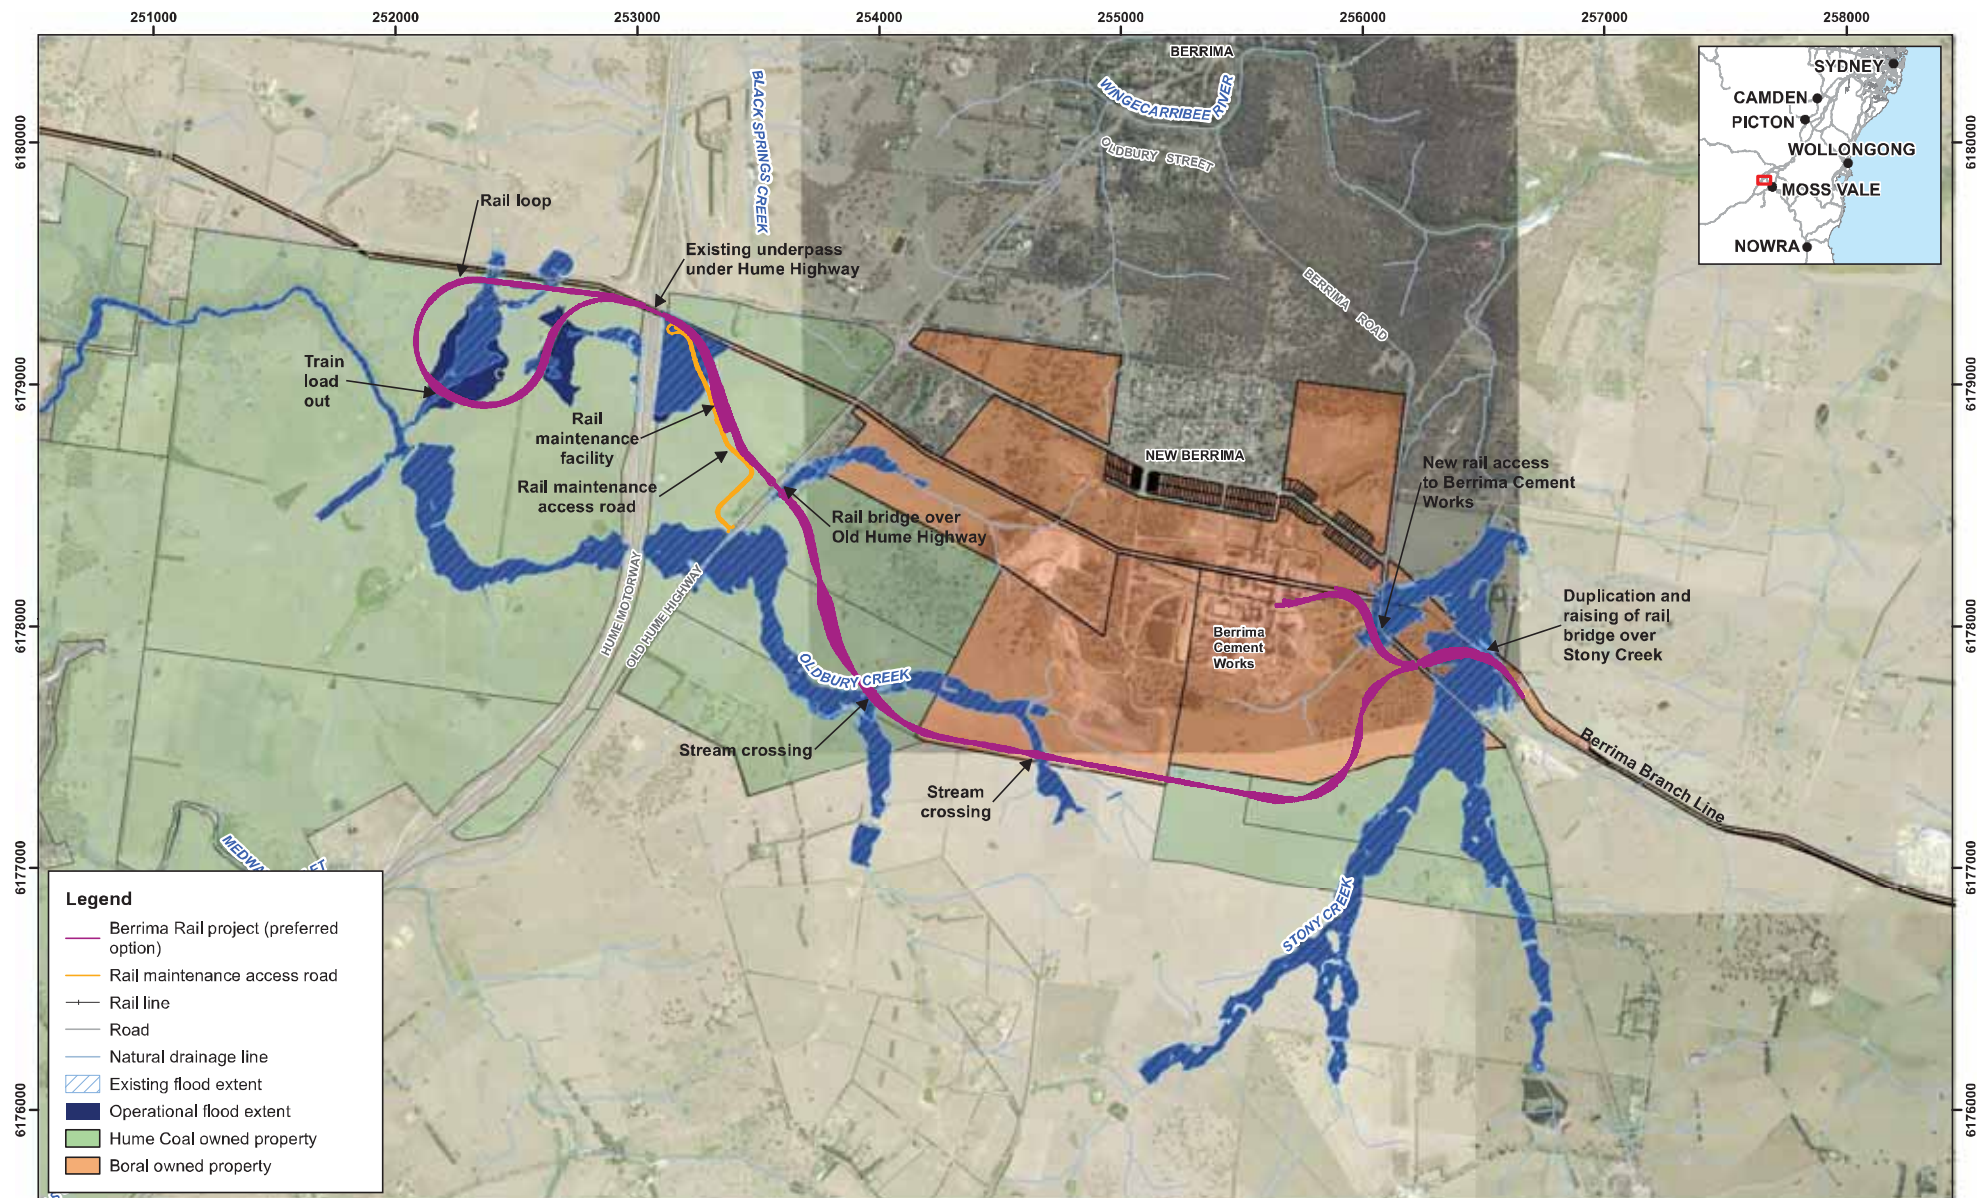 251000
252000
253000
254000
255000
256000
257000
258000
BERRIMA
WINGECARRIBEE RIVER
BLACK SPRINGS CREEK
OLDBURY STREET
SYDNEY
CAMDEN
PICTON
WOLLONGONG
MOSS VALE
NOWRA
6180000
6180000
Rail loop
Existing underpass
under Hume Highway
BERRIMA ROAD
Train
load
out
6179000
6179000
Rail
maintenance
facility
Rail maintenance
access road
NEW BERRIMA
New rail access
to Berrima Cement
Works
Rail bridge over
Old Hume Highway
HUME MOTORWAY
OLD HUME HIGHWAY
Duplication and
raising of rail
bridge over
Stony Creek
6178000
6178000
Berrima
Cement
Works
OLDBURY CREEK
Stream crossing
Stream
crossing
Berrima Branch Line
6177000
6177000
STONY CREEK
6176000
6176000
Legend
Berrima Rail project (preferred
option)
Rail maintenance access road
Rail line
Road
Natural drainage line
Existing flood extent
Operational flood extent
Hume Coal owned property
Boral owned property